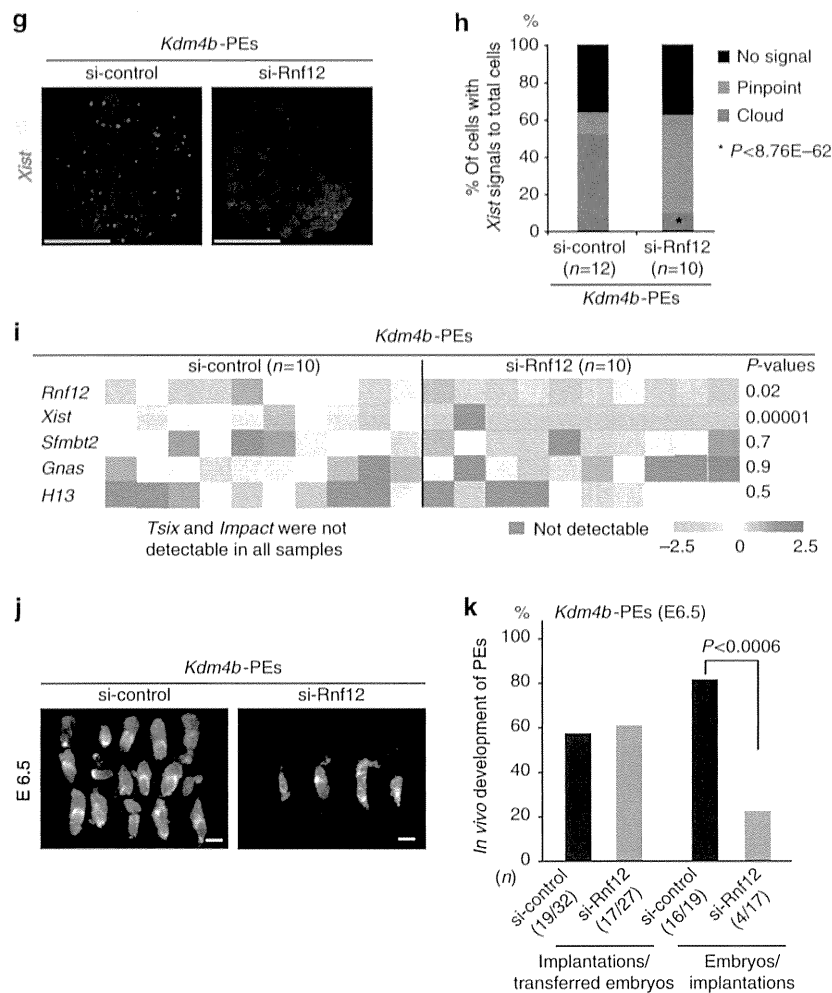 g
Kdm4b-PEs
si-control si-Rnf12
Xist
h
%
% Of cells with
Xist signals to total cells
100
80
60
40
20
0
No signal
Pinpoint
Cloud
* P<8.76E–62
*
si-control si-Rnf12
(n=12) (n=10)
Kdm4b-PEs
i
Kdm4b-PEs
si-control (n=10) si-Rnf12 (n=10) P-values
Rnf12 0.02
Xist 0.00001
Sfmbt2 0.7
Gnas 0.9
H13 0.5
Tsix and Impact were not
detectable in all samples
Not detectable
–2.5 0 2.5
j
Kdm4b-PEs
si-control si-Rnf12
E 6.5
k
% Kdm4b-PEs (E6.5)
In vivo development of PEs
100
80
60
40
20
0
P<0.0006
(n)
si-control
(19/32)
si-Rnf12
(17/27)
si-control
(16/19)
si-Rnf12
(4/17)
Implantations/
transferred embryos
Embryos/
implantations